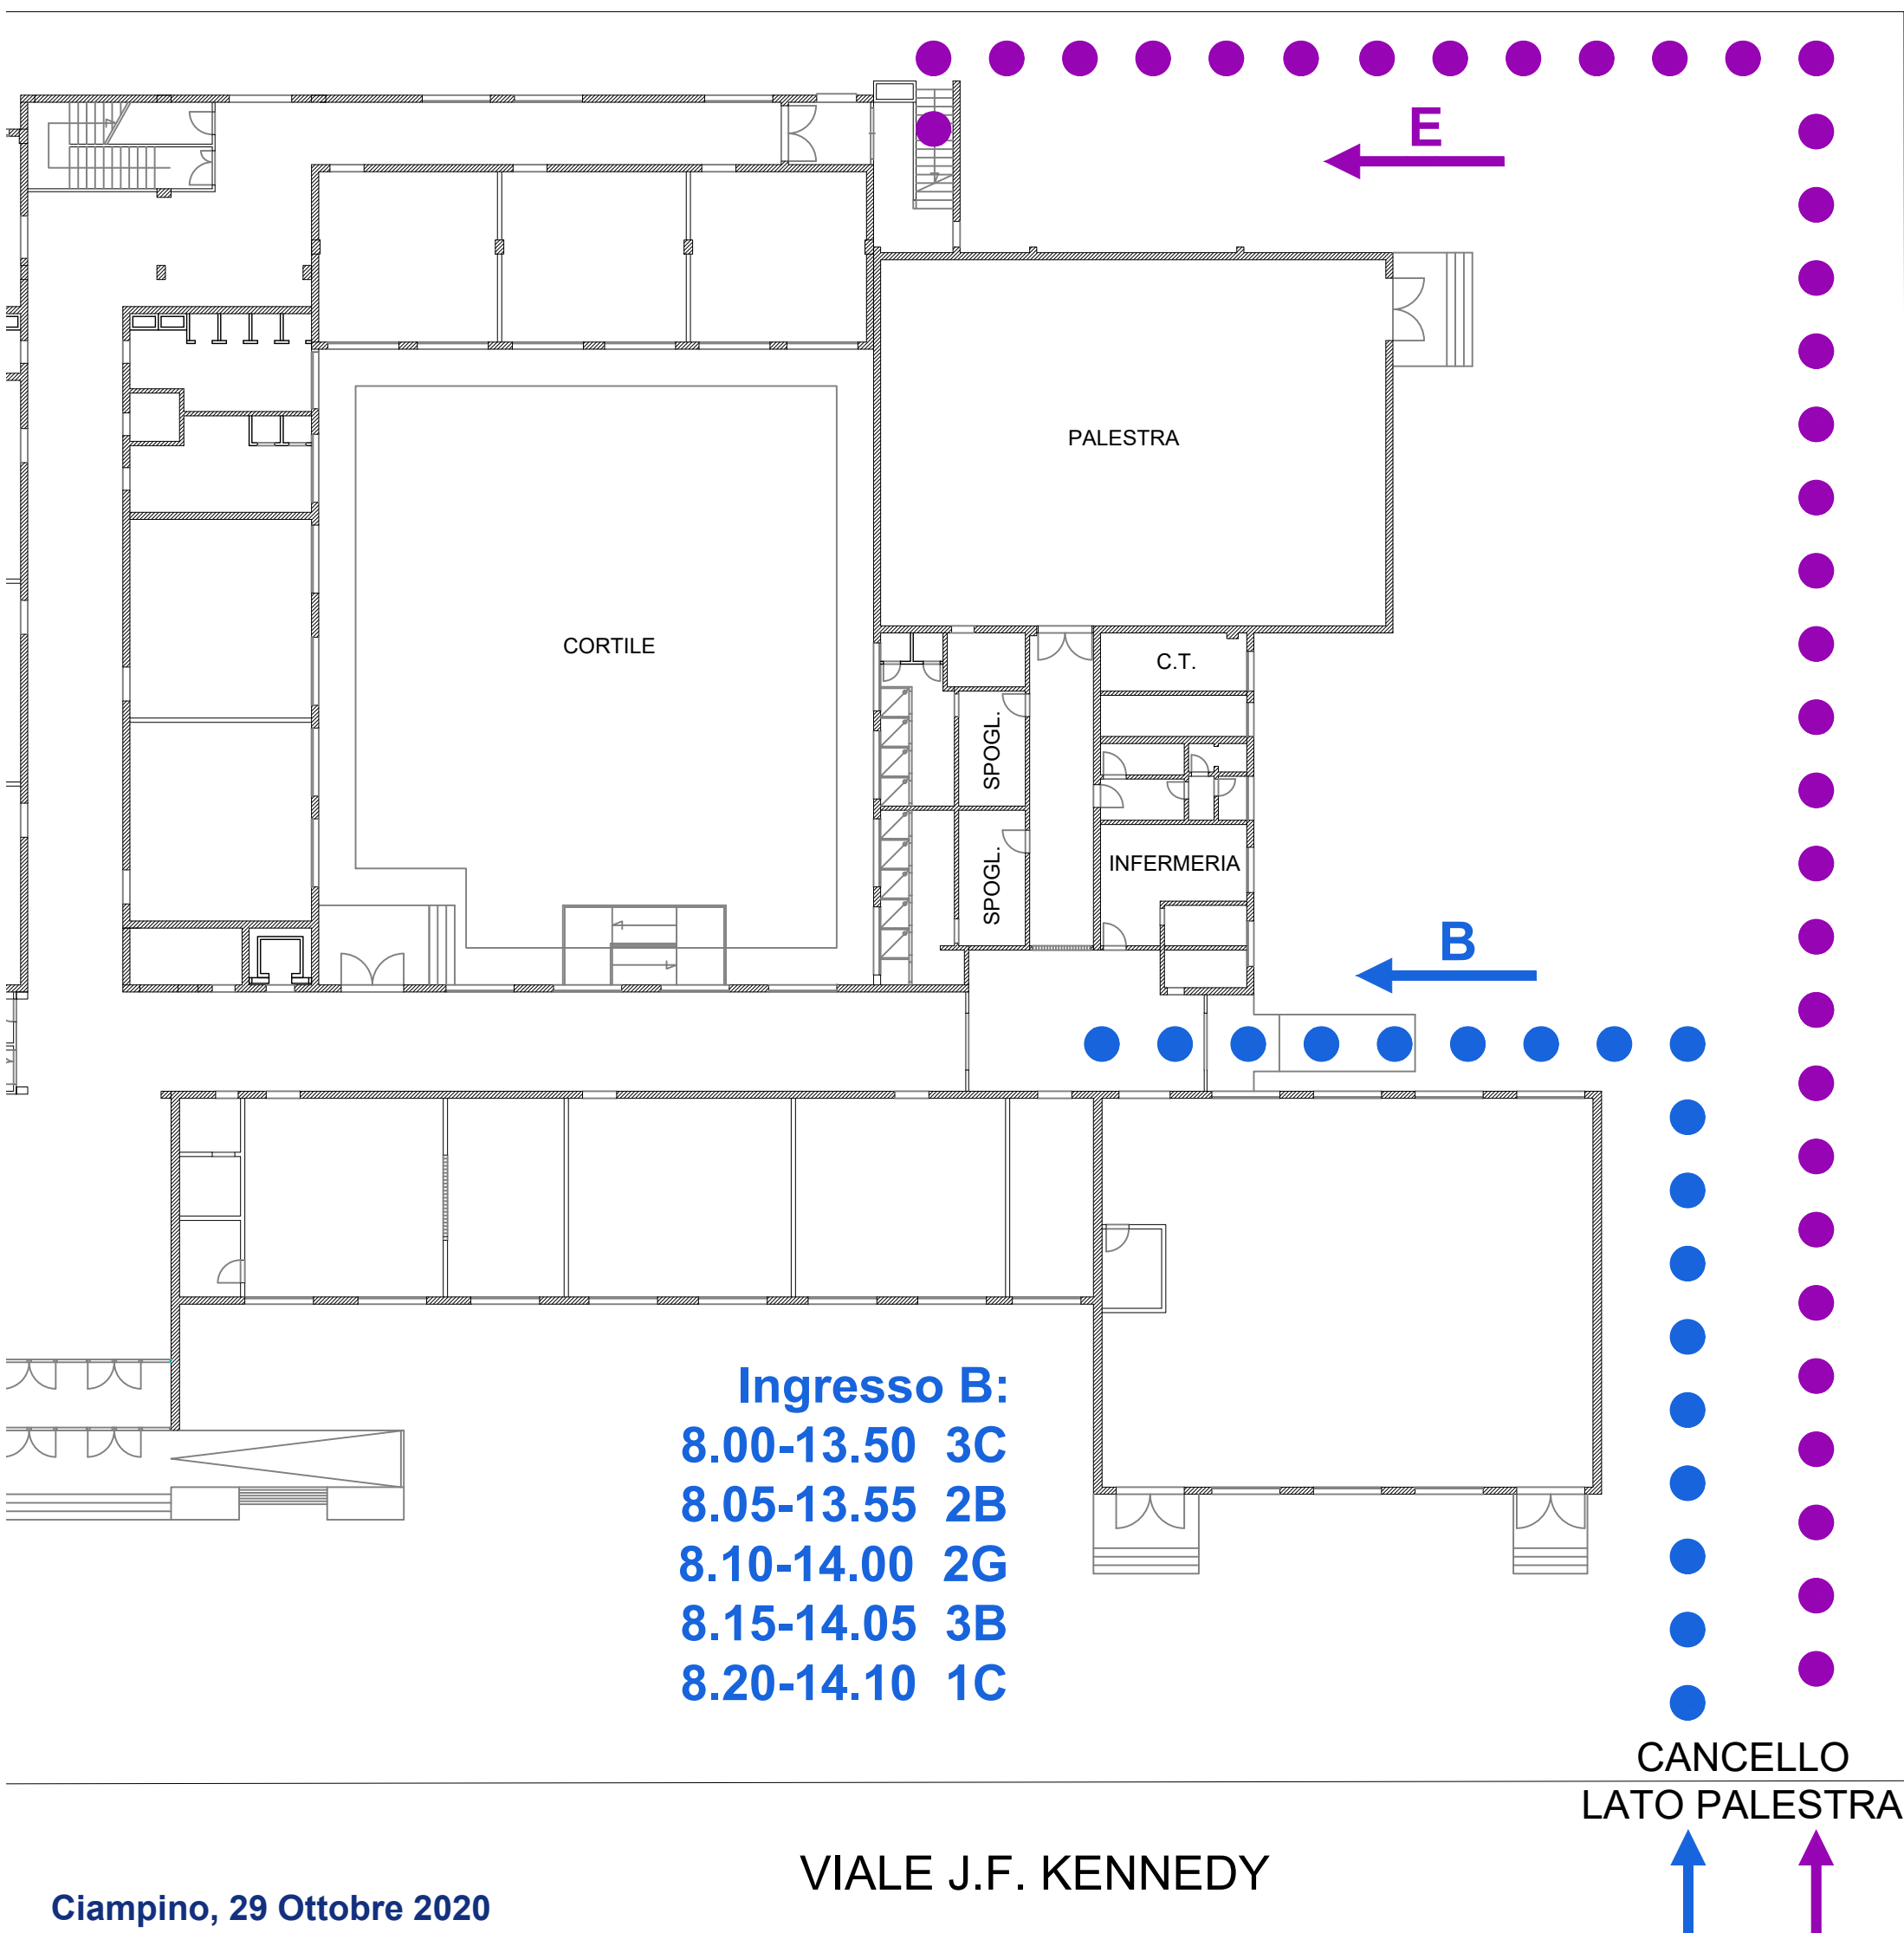 E
PALESTRA
CORTILE
C.T.
SPOGL.
SPOGL.
INFERMERIA
B
Ingresso B:
8.00-13.50 3C
8.05-13.55 2B
8.10-14.00 2G
8.15-14.05 3B
8.20-14.10 1C
CANCELLO
LATO PALESTRA
VIALE J.F. KENNEDY
Ciampino, 29 Ottobre 2020